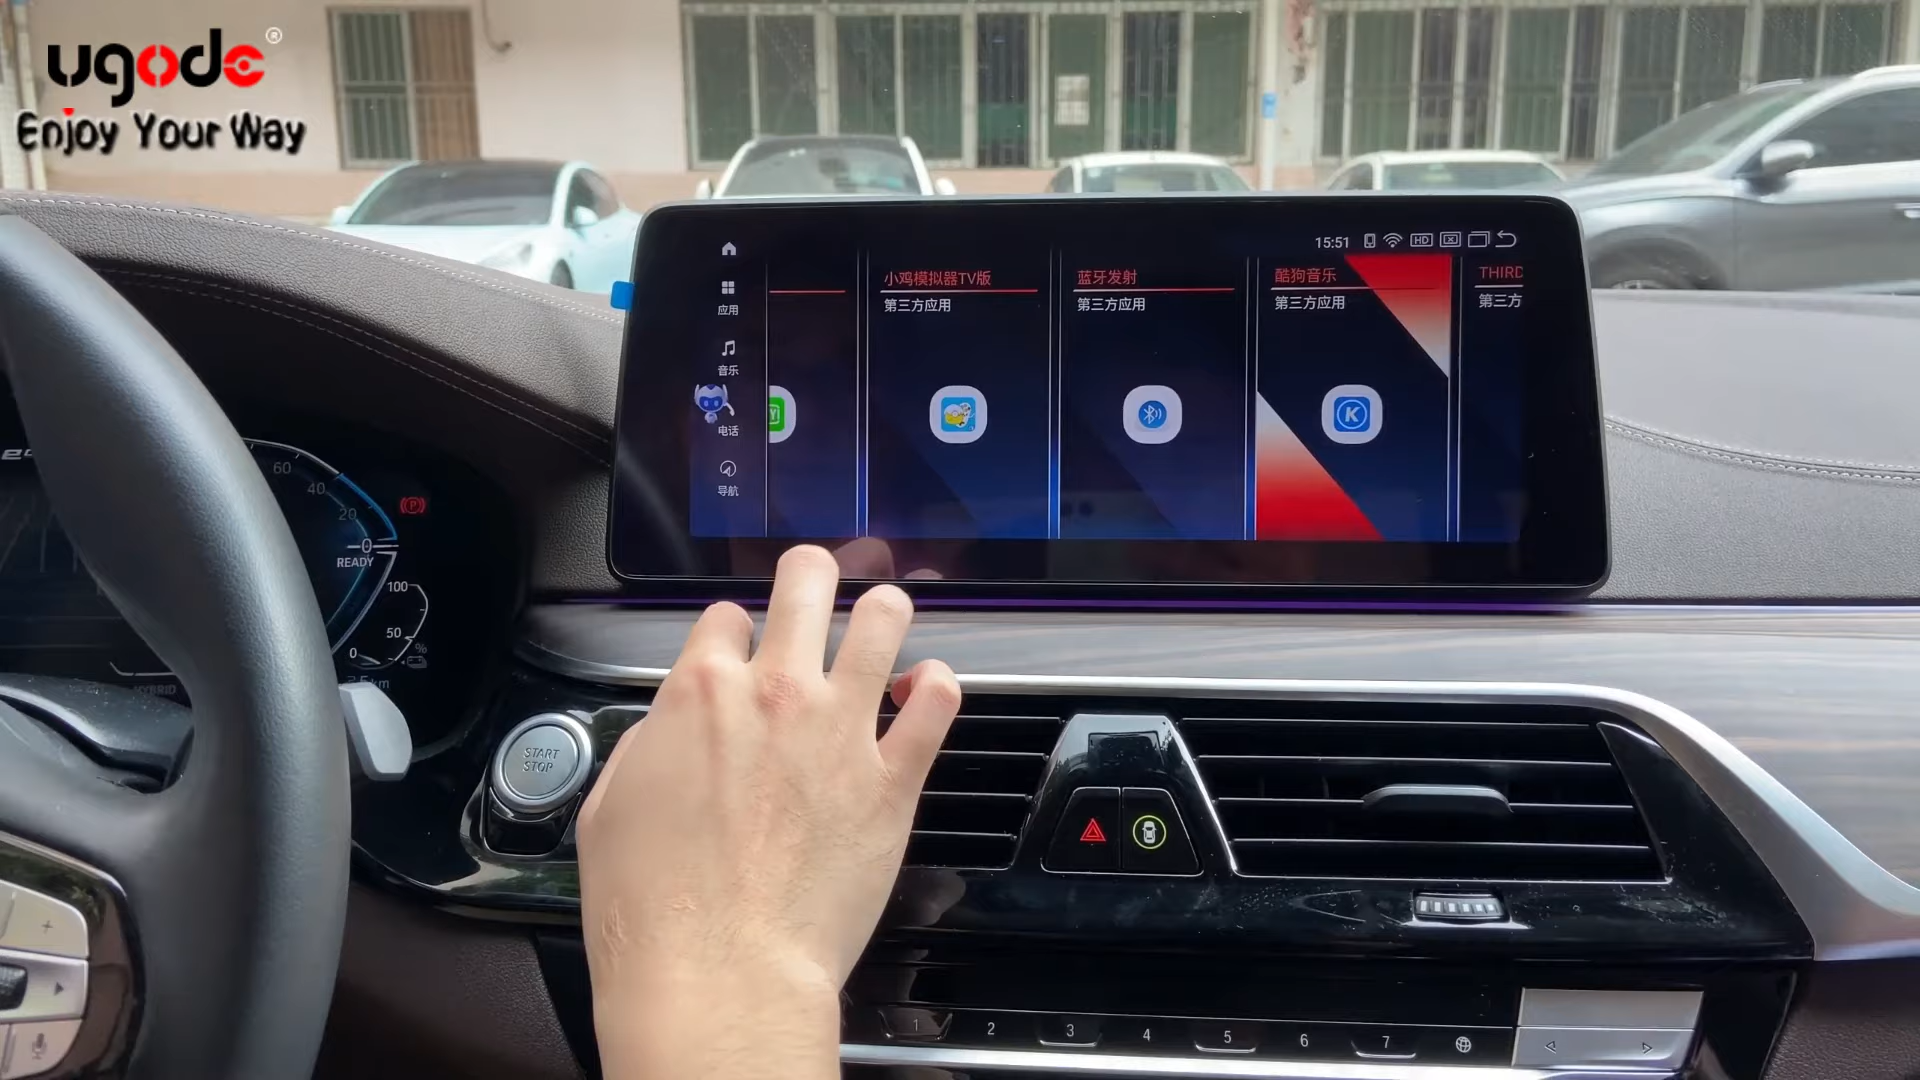 ugode®
Enjoy Your Way
15:51
HD
应用
音乐
电话
导航
小鸡模拟器TV版
第三方应用
蓝牙发射
第三方应用
酷狗音乐
第三方应用
THIRD
第三方
K
60
40
20
0
READY
100
50
0
%
km
P
START
STOP
+
1
2
3
4
5
6
7